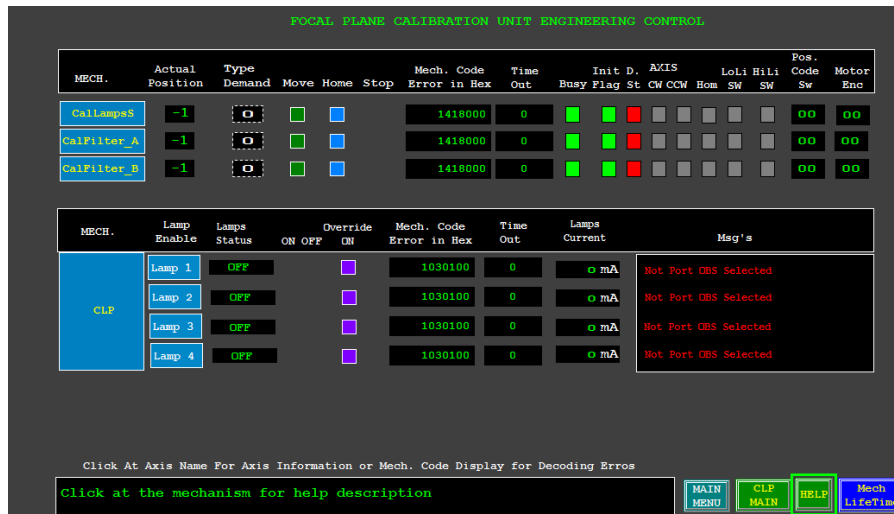 FOCAL PLANE CALIBRATION UNIT ENGINEERING CONTROL
MECH. Actual Position Type Demand Move Home Stop Mech. Code Error in Hex Time Out Busy Init Flag D. St AXIS CW CCW Hom LoLi SW HiLi SW Pos. Code Sw Motor Enc
CalLampsS -1 0 1418000 0 00 00
CalFilter_A -1 0 1418000 0 00 00
CalFilter_B -1 0 1418000 0 00 00
MECH. Lamp Enable Lamps Status ON OFF Override ON Mech. Code Error in Hex Time Out Lamps Current Msg's
CLP
Lamp 1 OFF 1030100 0 0 mA Not Port OBS Selected
Lamp 2 OFF 1030100 0 0 mA Not Port OBS Selected
Lamp 3 OFF 1030100 0 0 mA Not Port OBS Selected
Lamp 4 OFF 1030100 0 0 mA Not Port OBS Selected
Click At Axis Name For Axis Information or Mech. Code Display for Decoding Erros
Click at the mechanism for help description
MAIN MENU
CLP MAIN
HELP
Mech LifeTime